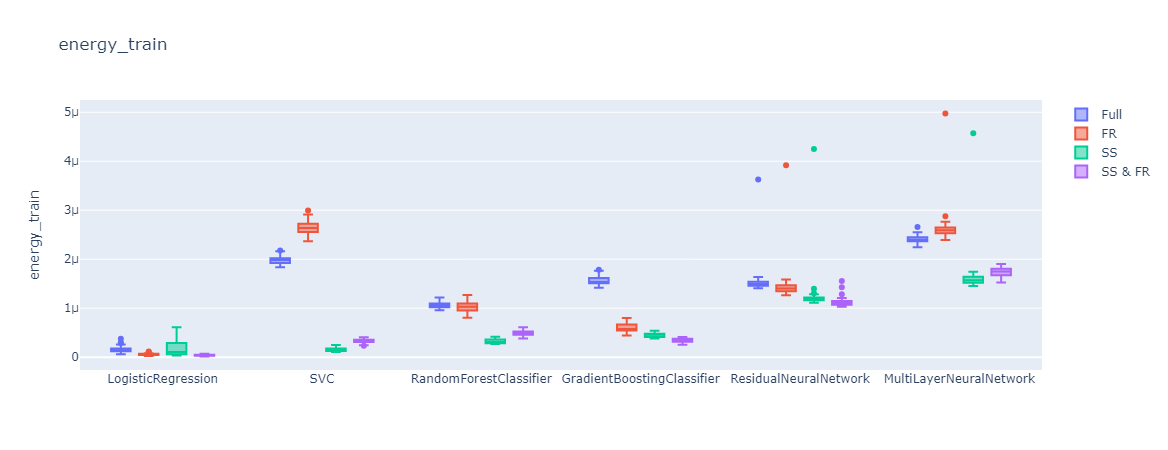 energy_train
energy_train
5μ
4μ
3μ
2μ
1μ
0
LogisticRegression
SVC
RandomForestClassifier
GradientBoostingClassifier
ResidualNeuralNetwork
MultiLayerNeuralNetwork
Full
FR
SS
SS & FR